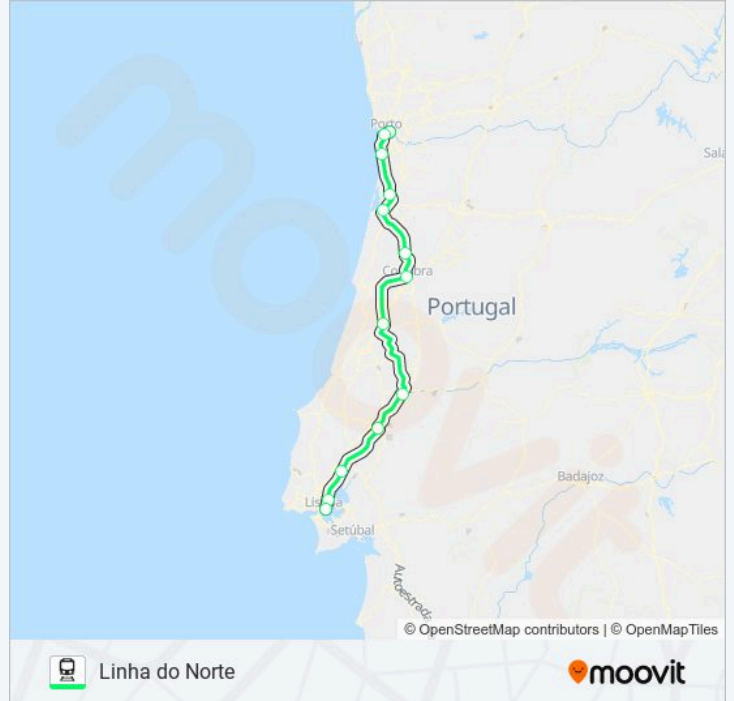 Porto
Sala
Coimbra
Portugal
Badajoz
Lisboa
Setúbal
Autoestrada
© OpenStreetMap contributors | © OpenMapTiles
Linha do Norte
moovit